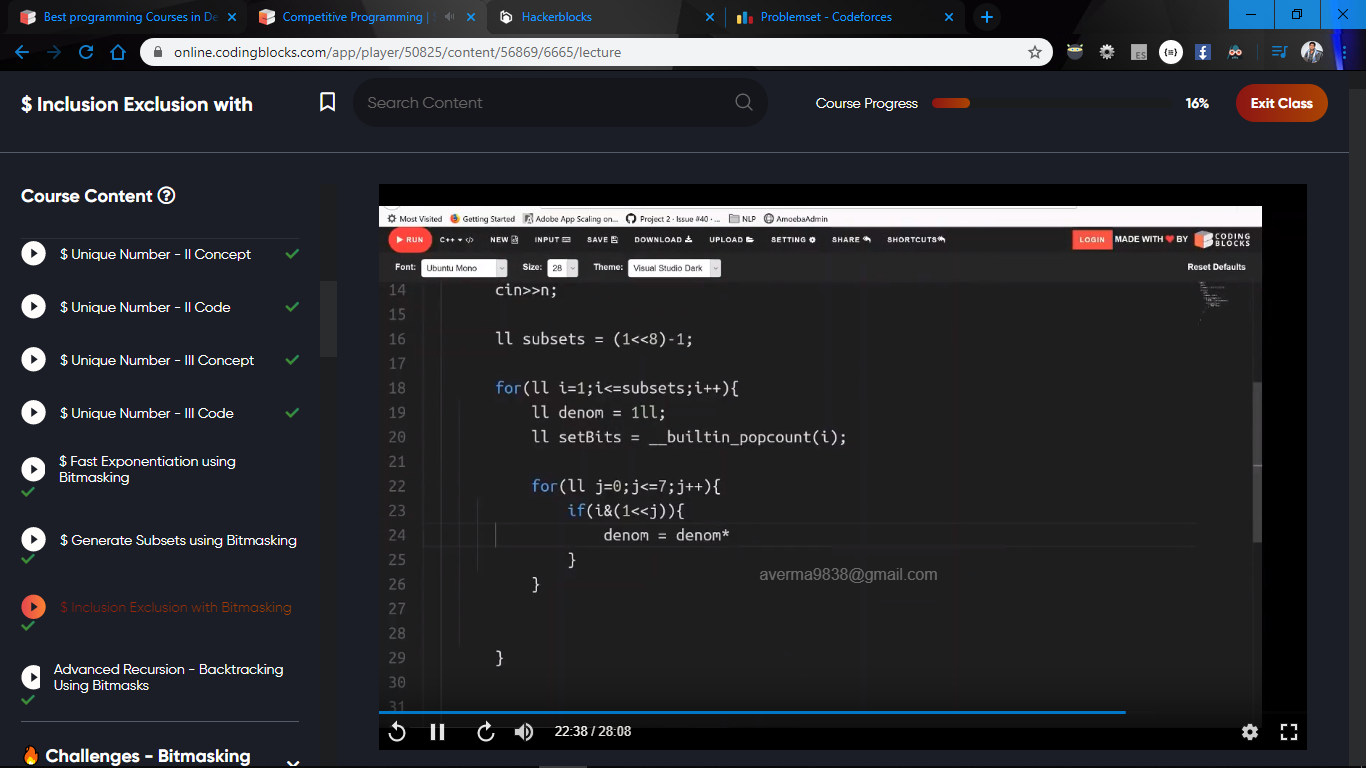 Best programming Courses in De
Competitive Programming |
Hackerblocks
Problemset - Codeforces
online.codingblocks.com/app/player/50825/content/56869/6665/lecture
$ Inclusion Exclusion with
Search Content
Course Progress
16%
Exit Class
Course Content
$ Unique Number - II Concept
$ Unique Number - II Code
$ Unique Number - III Concept
$ Unique Number - III Code
$ Fast Exponentiation using
Bitmasking
$ Generate Subsets using Bitmasking
$ Inclusion Exclusion with Bitmasking
Advanced Recursion - Backtracking
Using Bitmasks
Challenges - Bitmasking
Most Visited Getting Started Adobe App Scaling on... Project 2 · Issue #40 · ... NLP AmoebaAdmin
RUN C++ NEW INPUT SAVE DOWNLOAD UPLOAD SETTING SHARE SHORTCUTS LOGIN MADE WITH BY CODING BLOCKS
Font: Ubuntu Mono Size: 28 Theme: Visual Studio Dark Reset Defaults
14 cin>>n;
15
16 ll subsets = (1<<8)-1;
17
18 for(ll i=1;i<=subsets;i++){
19 ll denom = 1ll;
20 ll setBits = __builtin_popcount(i);
21
22 for(ll j=0;j<=7;j++){
23 if(i&(1<<j)){
24 denom = denom*
25 }
26 }
27
28
29 }
30
31
averma9838@gmail.com
22:38 / 28:08